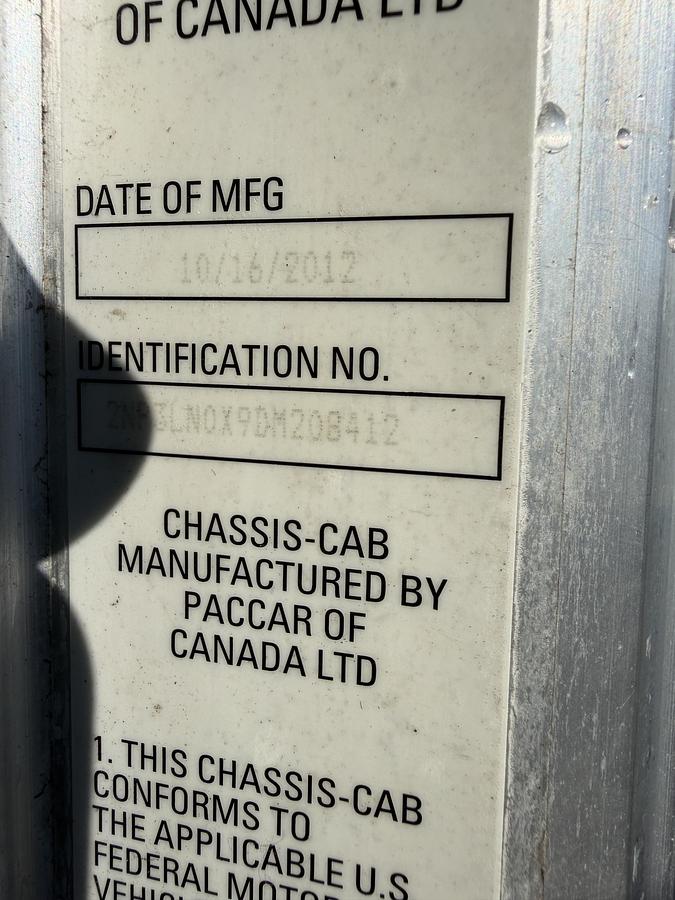 OF CANADA LTD
DATE OF MFG
10/16/2012
IDENTIFICATION NO.
CHASSIS-CAB
MANUFACTURED BY
PACCAR OF
CANADA LTD
1. THIS CHASSIS-CAB
CONFORMS TO
THE APPLICABLE U.S
FEDERAL MOTOR